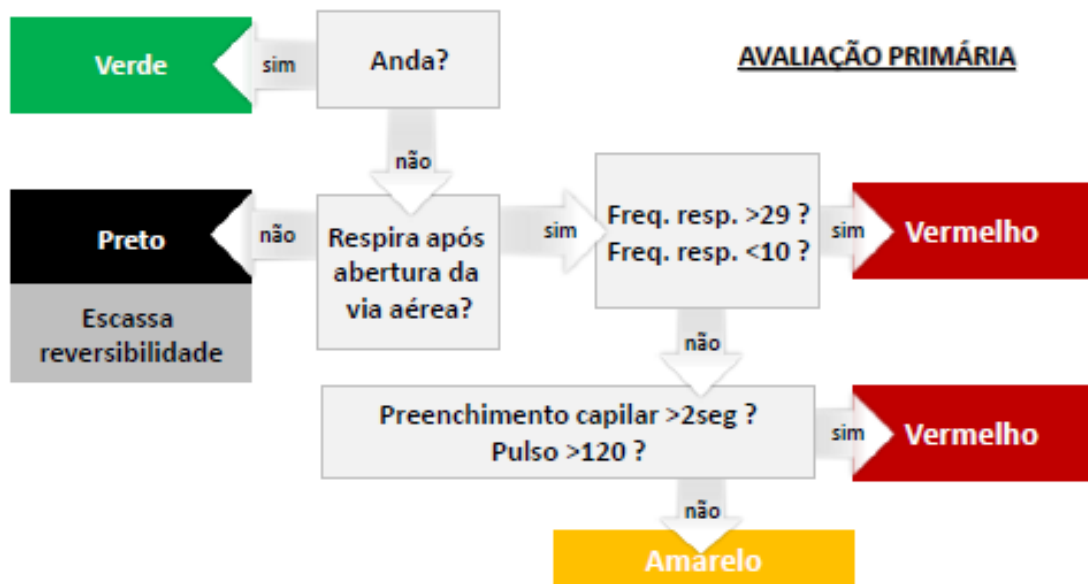 AVALIAÇÃO PRIMÁRIA
Anda?
sim
Verde
não
Respira após
abertura da
via aérea?
não
Preto
Escassa
reversibilidade
sim
Freq. resp. >29 ?
Freq. resp. <10 ?
sim
Vermelho
não
Preenchimento capilar >2seg ?
Pulso >120 ?
sim
Vermelho
não
Amarelo